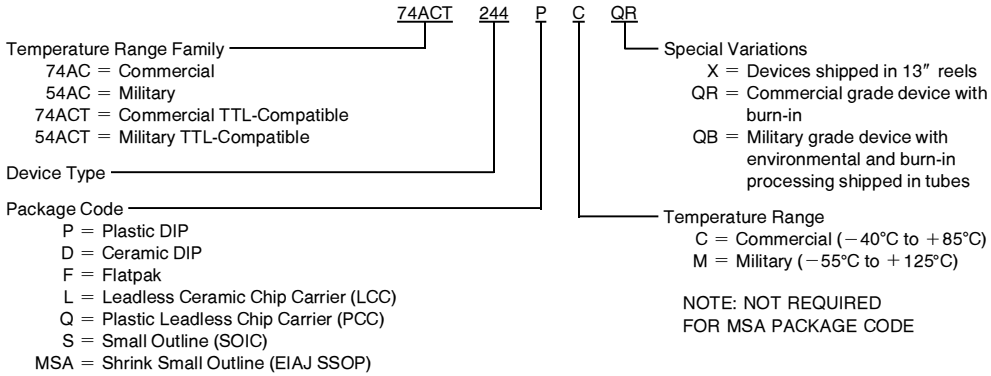 74ACT 244 P C QR
Temperature Range Family
74AC = Commercial
54AC = Military
74ACT = Commercial TTL-Compatible
54ACT = Military TTL-Compatible
Device Type
Package Code
P = Plastic DIP
D = Ceramic DIP
F = Flatpak
L = Leadless Ceramic Chip Carrier (LCC)
Q = Plastic Leadless Chip Carrier (PCC)
S = Small Outline (SOIC)
MSA = Shrink Small Outline (EIAJ SSOP)
Special Variations
X = Devices shipped in 13″ reels
QR = Commercial grade device with
burn-in
QB = Military grade device with
environmental and burn-in
processing shipped in tubes
Temperature Range
C = Commercial (−40°C to +85°C)
M = Military (−55°C to +125°C)
NOTE: NOT REQUIRED
FOR MSA PACKAGE CODE